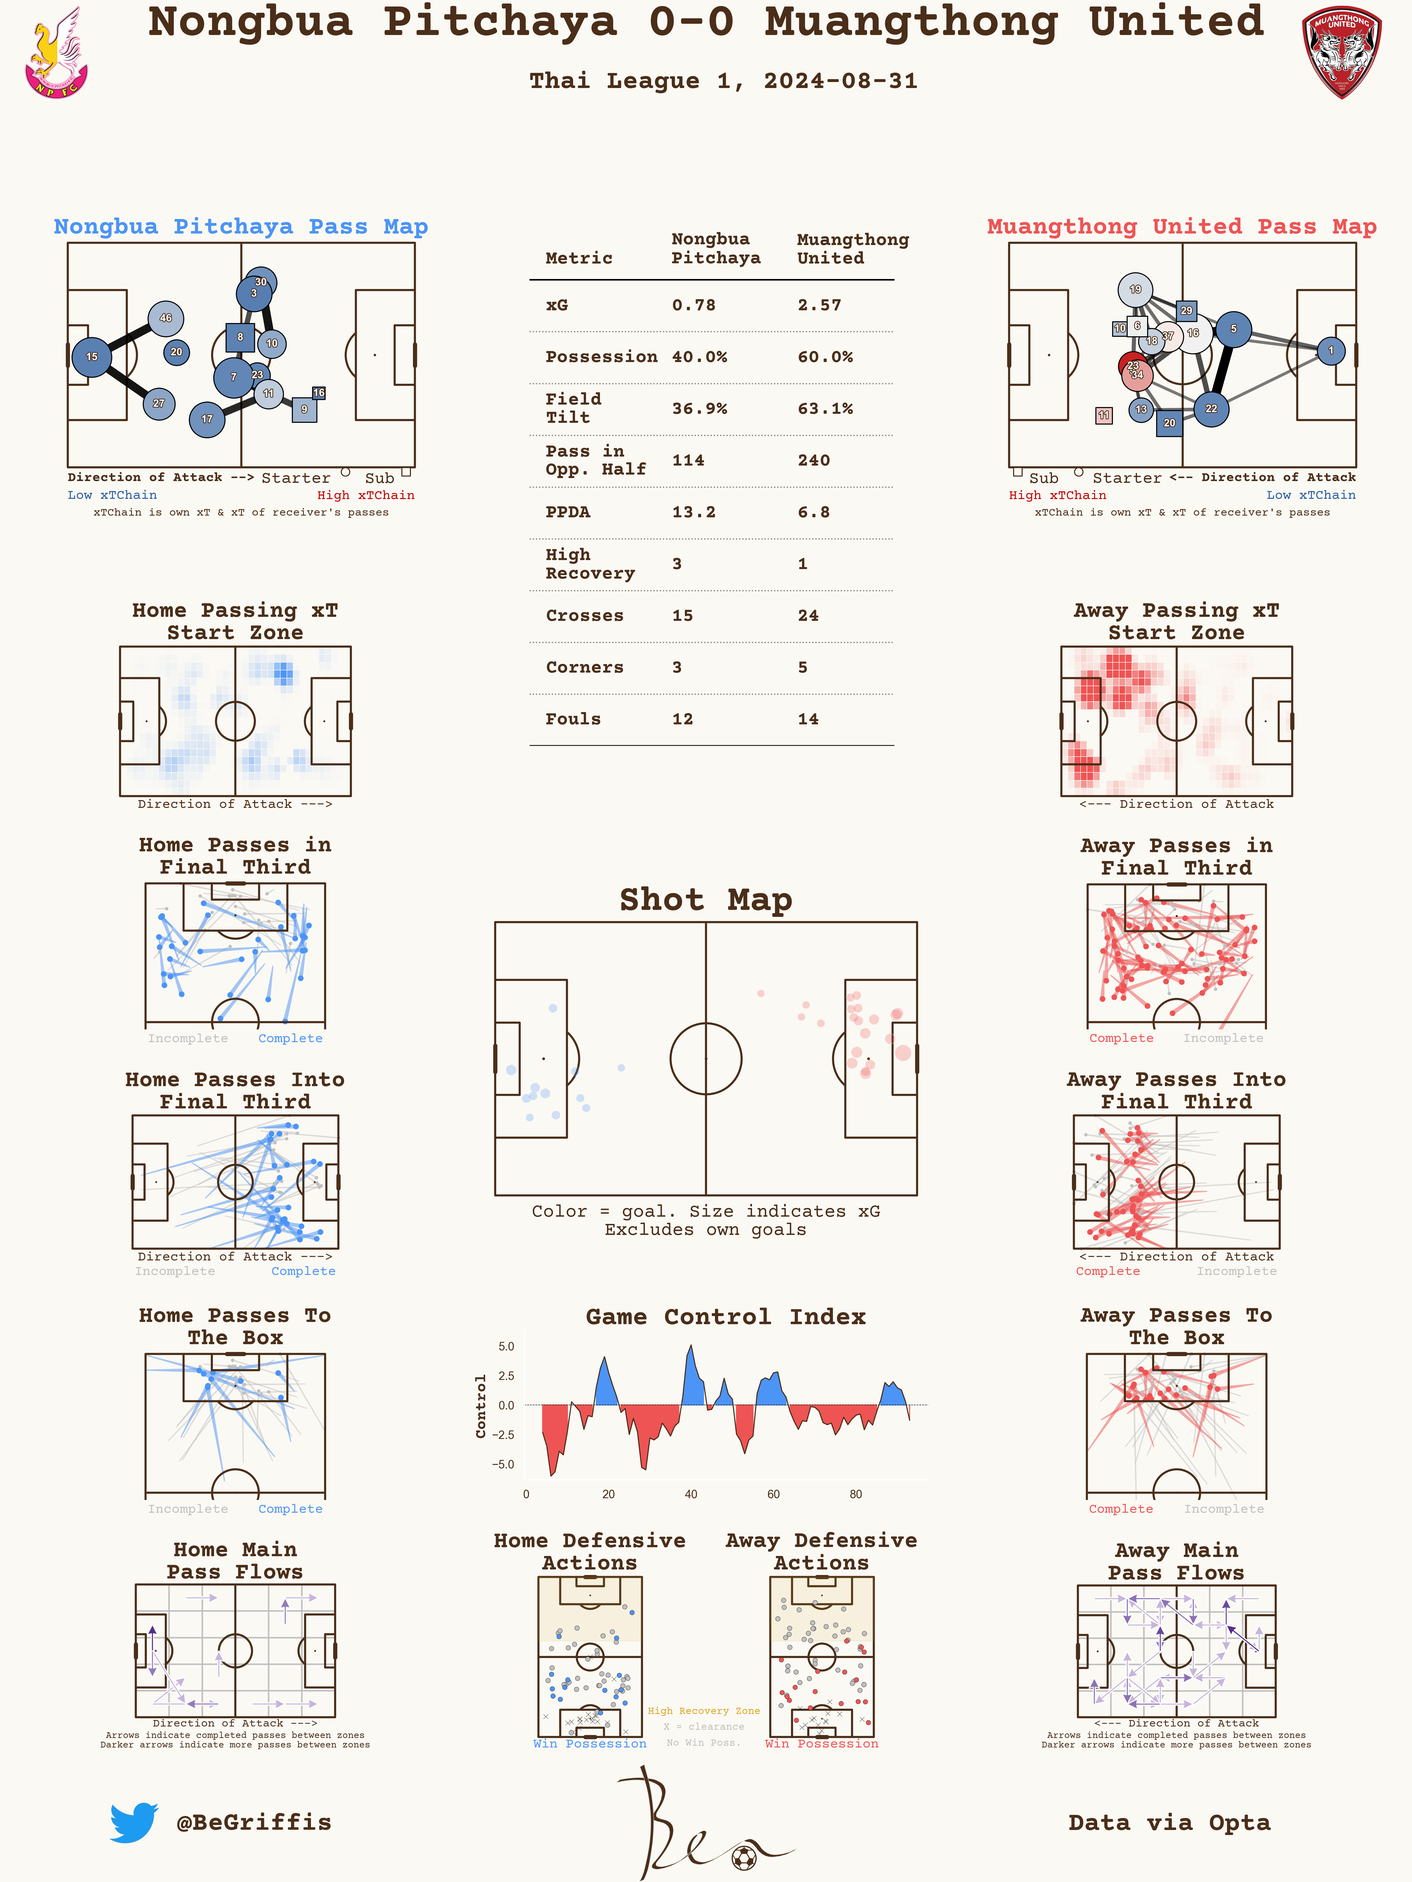 Nongbua Pitchaya 0-0 Muangthong United
Thai League 1, 2024-08-31
NPFC
MUANGTHONG
UNITED
Nongbua Pitchaya Pass Map
30
3
46
8
10
15
20
7
23
11
16
27
9
17
Direction of Attack --> Starter Sub
Low xTChain High xTChain
xTChain is own xT & xT of receiver's passes
Metric Nongbua Pitchaya Muangthong United
xG 0.78 2.57
Possession 40.0% 60.0%
Field Tilt 36.9% 63.1%
Pass in Opp. Half 114 240
PPDA 13.2 6.8
High Recovery 3 1
Crosses 15 24
Corners 3 5
Fouls 12 14
Muangthong United Pass Map
19
29
10
6
5
37
16
18
1
23
34
11
13
22
20
Sub Starter <-- Direction of Attack
High xTChain Low xTChain
xTChain is own xT & xT of receiver's passes
Home Passing xT
Start Zone
Direction of Attack --->
Away Passing xT
Start Zone
<--- Direction of Attack
Home Passes in
Final Third
Incomplete Complete
Away Passes in
Final Third
Complete Incomplete
Shot Map
Color = goal. Size indicates xG
Excludes own goals
Home Passes Into
Final Third
Direction of Attack --->
Incomplete Complete
Away Passes Into
Final Third
<--- Direction of Attack
Complete Incomplete
Home Passes To
The Box
Incomplete Complete
Game Control Index
Control
5.0
2.5
0.0
−2.5
−5.0
0 20 40 60 80
Away Passes To
The Box
Complete Incomplete
Home Main
Pass Flows
Direction of Attack --->
Arrows indicate completed passes between zones
Darker arrows indicate more passes between zones
Home Defensive
Actions
Win Possession
Away Defensive
Actions
Win Possession
High Recovery Zone
X = clearance
No Win Poss.
Away Main
Pass Flows
<--- Direction of Attack
Arrows indicate completed passes between zones
Darker arrows indicate more passes between zones
@BeGriffis
Ben
Data via Opta